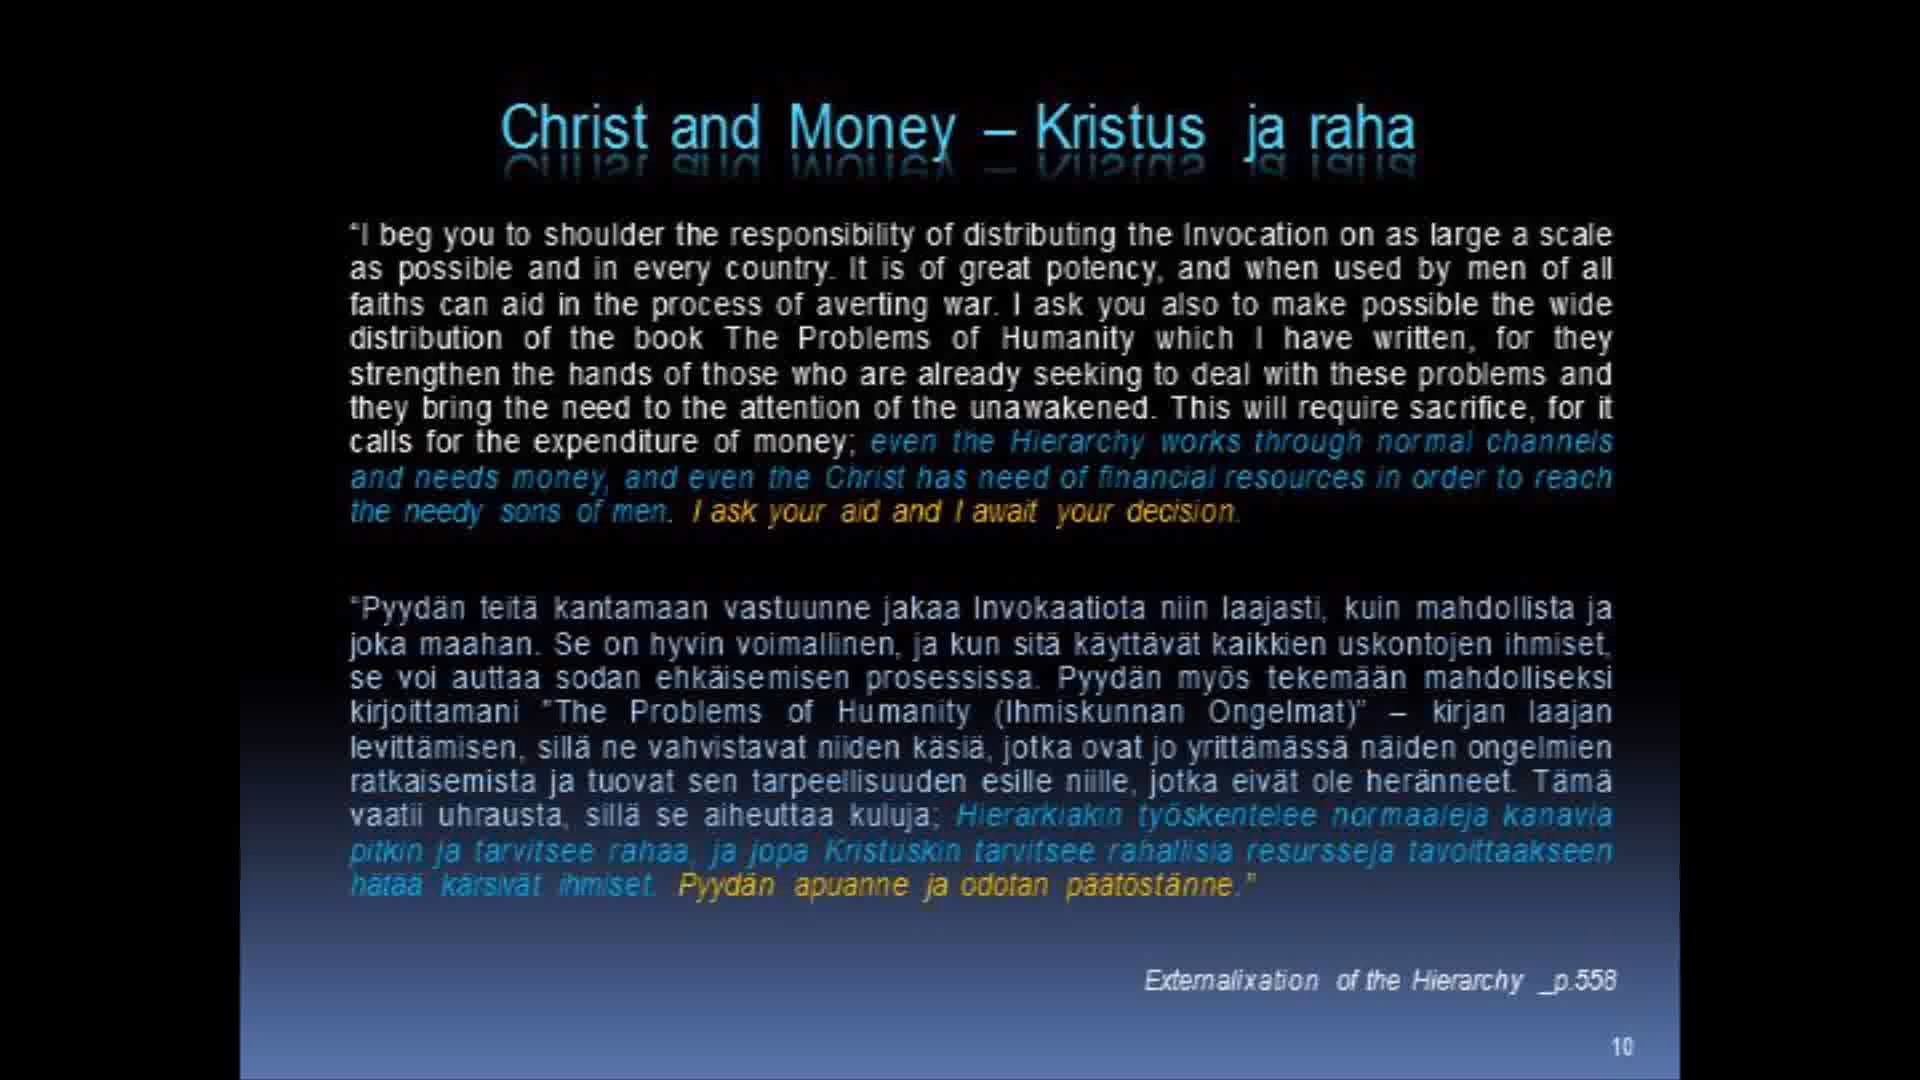 Christ and Money – Kristus ja raha
“I beg you to shoulder the responsibility of distributing the Invocation on as large a scale
as possible and in every country. It is of great potency, and when used by men of all
faiths can aid in the process of averting war. I ask you also to make possible the wide
distribution of the book The Problems of Humanity which I have written, for they
strengthen the hands of those who are already seeking to deal with these problems and
they bring the need to the attention of the unawakened. This will require sacrifice, for it
calls for the expenditure of money; even the Hierarchy works through normal channels
and needs money, and even the Christ has need of financial resources in order to reach
the needy sons of men. I ask your aid and I await your decision.
“Pyydän teitä kantamaan vastuunne jakaa Invokaatiota niin laajasti, kuin mahdollista ja
joka maahan. Se on hyvin voimallinen, ja kun sitä käyttävät kaikkien uskontojen ihmiset,
se voi auttaa sodan ehkäisemisen prosessissa. Pyydän myös tekemään mahdolliseksi
kirjoittamani ”The Problems of Humanity (Ihmiskunnan Ongelmat)” – kirjan laajan
levittämisen, sillä ne vahvistavat niiden käsiä, jotka ovat jo yrittämässä näiden ongelmien
ratkaisemista ja tuovat sen tarpeellisuuden esille niille, jotka eivät ole heränneet. Tämä
vaatii uhrausta, sillä se aiheuttaa kuluja; Hierarkiakin työskentelee normaaleja kanavia
pitkin ja tarvitsee rahaa, ja jopa Kristuskin tarvitsee rahallisia resursseja tavoittaakseen
hätää kärsivät ihmiset. Pyydän apuanne ja odotan päätöstänne.”
Externalixation of the Hierarchy _p.558
10